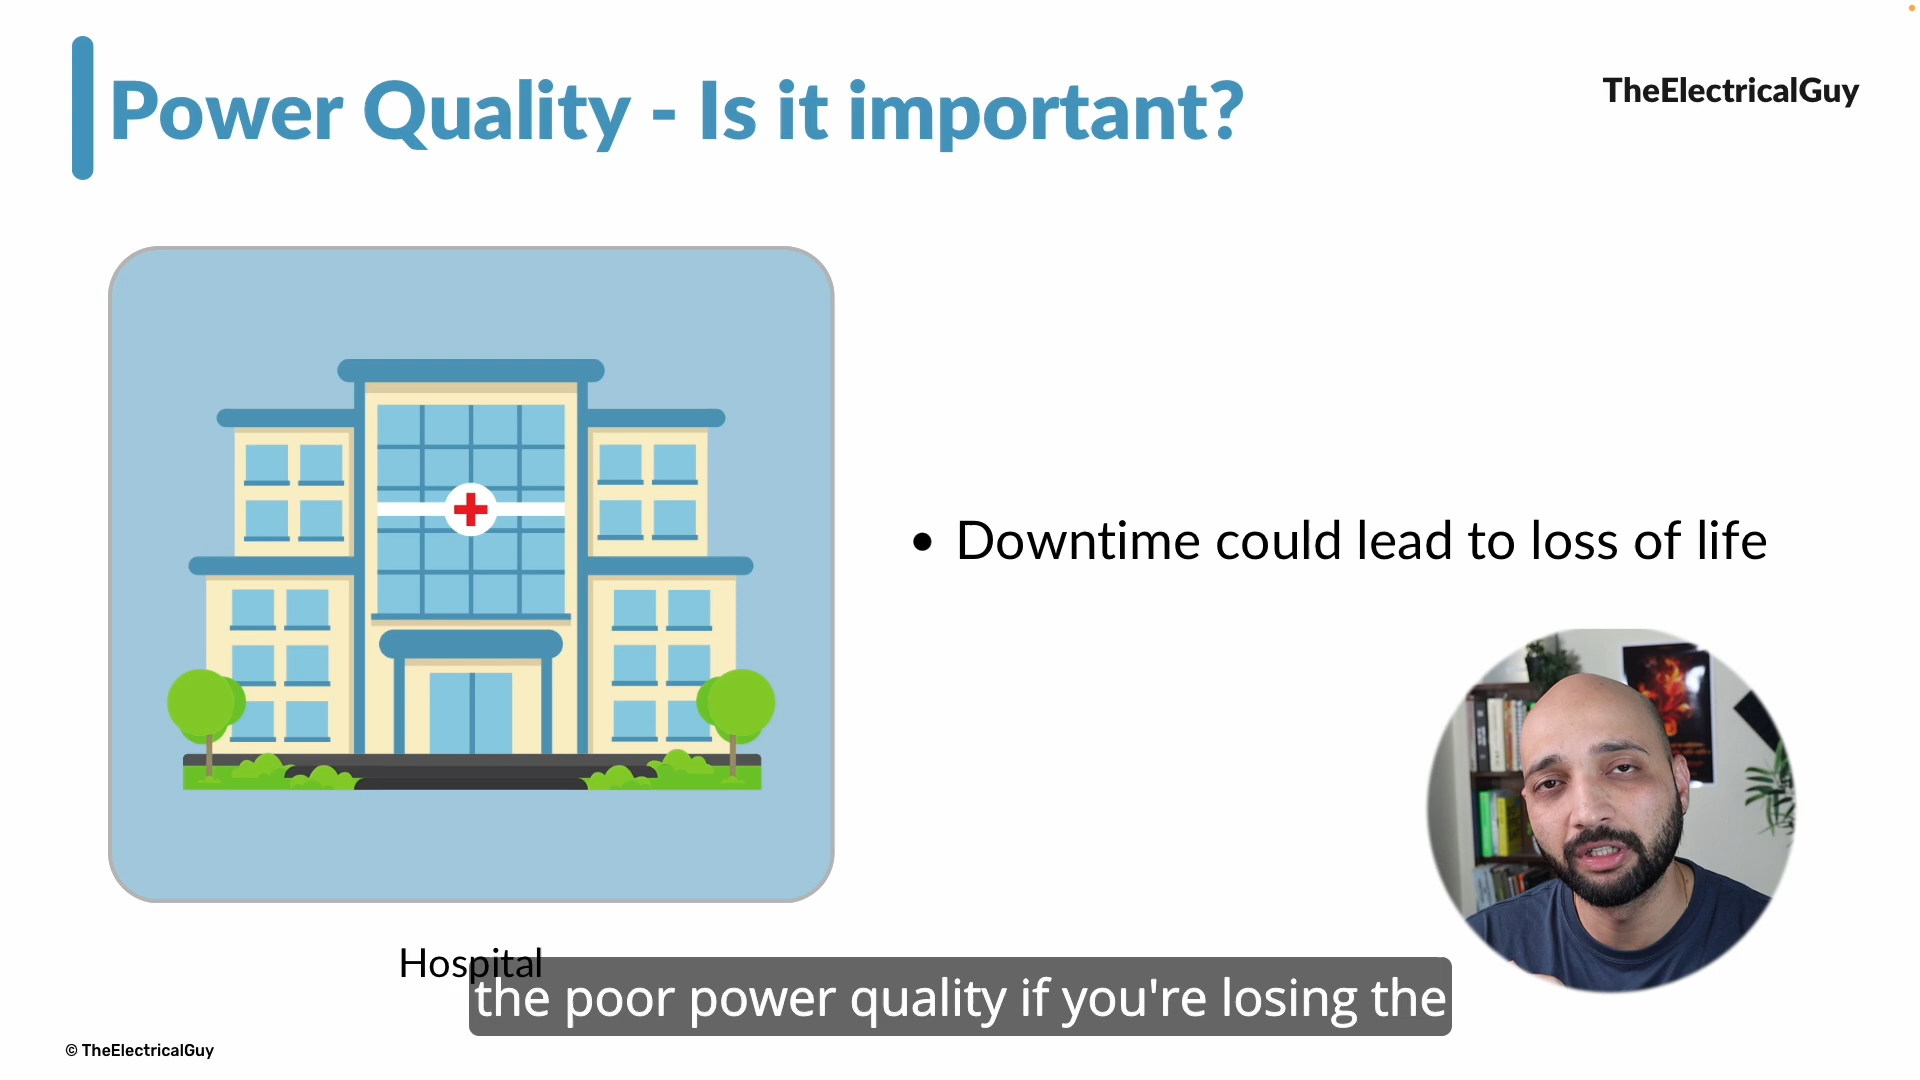 Power Quality - Is it important?
TheElectricalGuy
• Downtime could lead to loss of life
Hospital
the poor power quality if you're losing the
© TheElectricalGuy